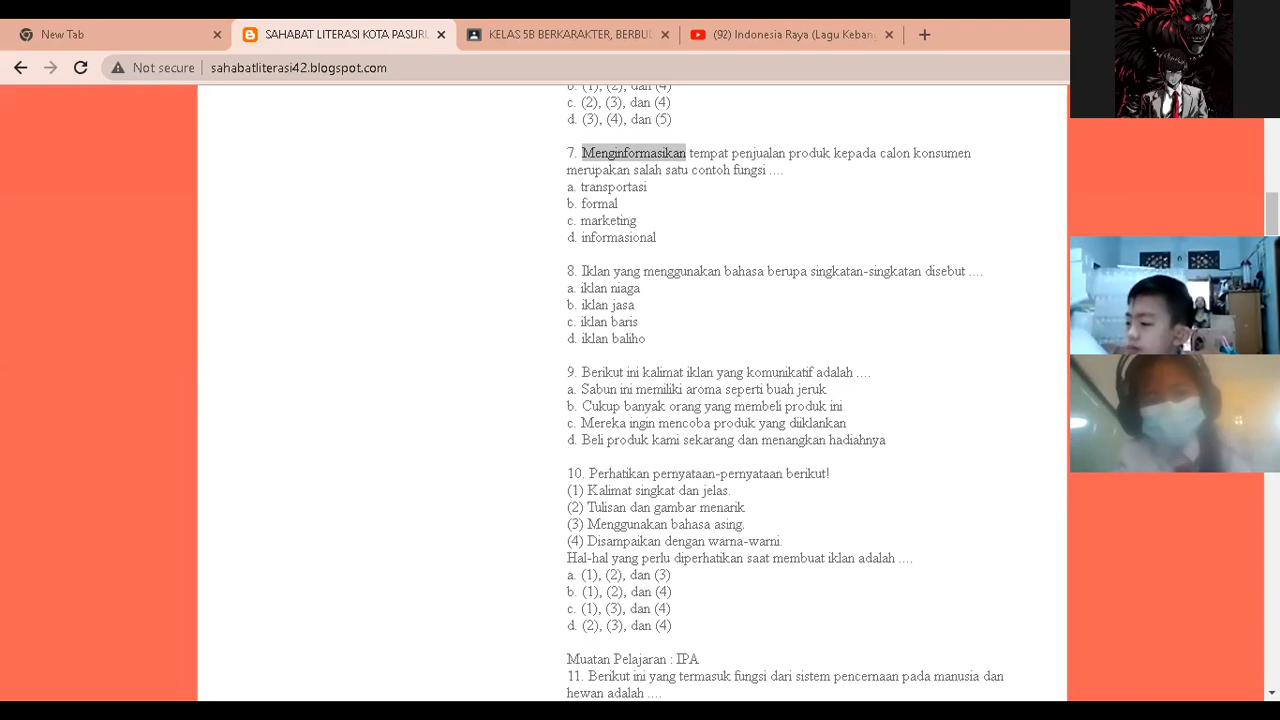 New Tab
SAHABAT LITERASI KOTA PASURU
KELAS 5B BERKARAKTER, BERBU
(92) Indonesia Raya (Lagu Kebang
Not secure
sahabatliterasi42.blogspot.com
b. (1), (2), dan (4)
c. (2), (3), dan (4)
d. (3), (4), dan (5)
7. Menginformasikan tempat penjualan produk kepada calon konsumen
merupakan salah satu contoh fungsi ....
a. transportasi
b. formal
c. marketing
d. informasional
8. Iklan yang menggunakan bahasa berupa singkatan-singkatan disebut ....
a. iklan niaga
b. iklan jasa
c. iklan baris
d. iklan baliho
9. Berikut ini kalimat iklan yang komunikatif adalah ....
a. Sabun ini memiliki aroma seperti buah jeruk
b. Cukup banyak orang yang membeli produk ini
c. Mereka ingin mencoba produk yang diiklankan
d. Beli produk kami sekarang dan menangkan hadiahnya
10. Perhatikan pernyataan-pernyataan berikut!
(1) Kalimat singkat dan jelas.
(2) Tulisan dan gambar menarik.
(3) Menggunakan bahasa asing.
(4) Disampaikan dengan warna-warni.
Hal-hal yang perlu diperhatikan saat membuat iklan adalah ....
a. (1), (2), dan (3)
b. (1), (2), dan (4)
c. (1), (3), dan (4)
d. (2), (3), dan (4)
Muatan Pelajaran : IPA
11. Berikut ini yang termasuk fungsi dari sistem pencernaan pada manusia dan
hewan adalah ....